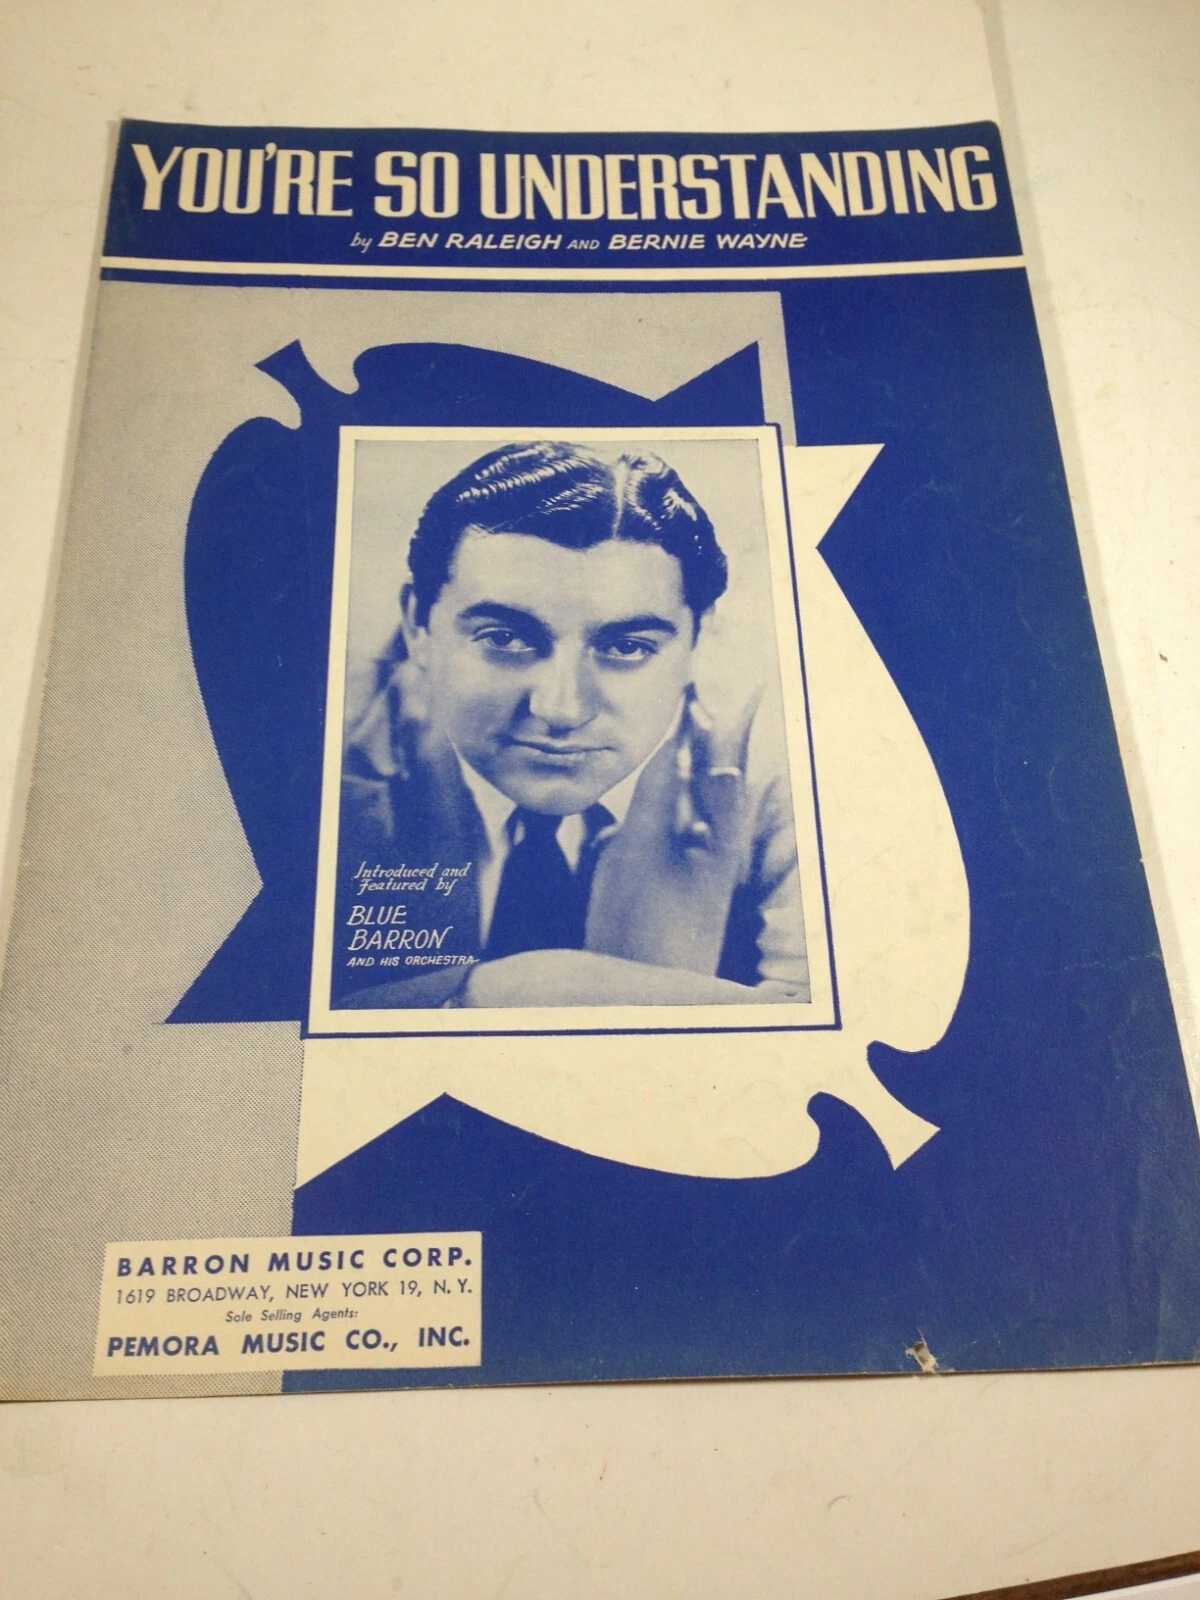 YOU'RE SO UNDERSTANDING
by BEN RALEIGH AND BERNIE WAYNE
Introduced and
Featured by
BLUE
BARRON
AND HIS ORCHESTRA
BARRON MUSIC CORP.
1619 BROADWAY, NEW YORK 19, N. Y.
Sole Selling Agents:
PEMORA MUSIC CO., INC.